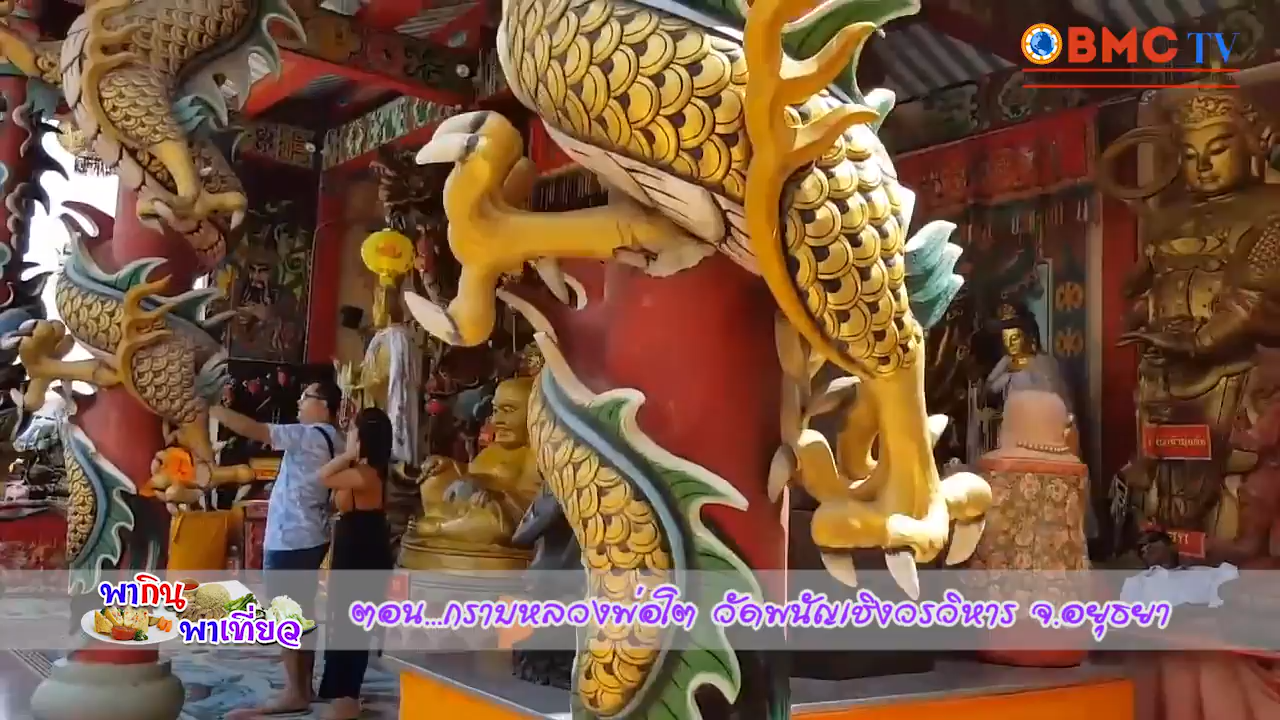 BMC TV
พากิน
พาเที่ยว
ตอน...กราบหลวงพ่อโต วัดพนัญเชิงวรวิหาร จ.อยุธยา